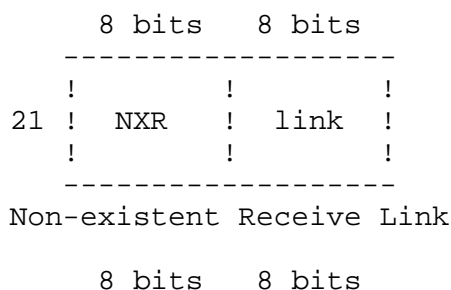 8 bits 8 bits
-------------------
! ! !
21 ! NXR ! link !
! ! !
-------------------
Non-existent Receive Link
8 bits 8 bits